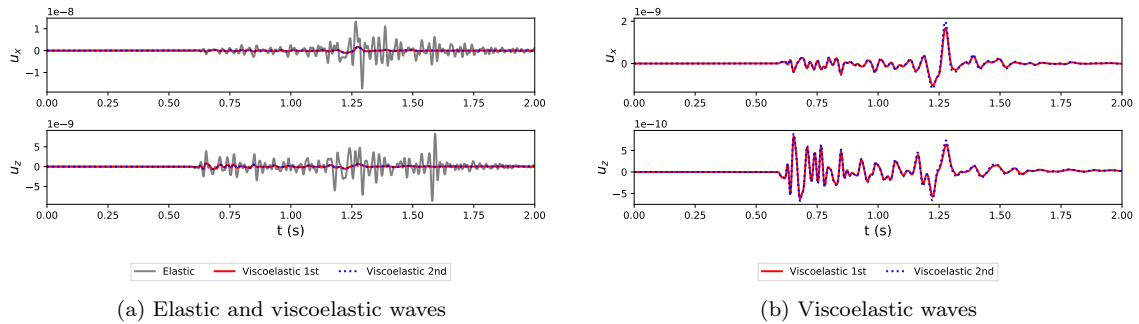 1e−8
1
0
−1
u_x
0.00 0.25 0.50 0.75 1.00 1.25 1.50 1.75 2.00
1e−9
5
0
−5
u_z
0.00 0.25 0.50 0.75 1.00 1.25 1.50 1.75 2.00
t (s)
Elastic Viscoelastic 1st Viscoelastic 2nd
(a) Elastic and viscoelastic waves
1e−9
2
0
u_x
0.00 0.25 0.50 0.75 1.00 1.25 1.50 1.75 2.00
1e−10
5
0
−5
u_z
0.00 0.25 0.50 0.75 1.00 1.25 1.50 1.75 2.00
t (s)
Viscoelastic 1st Viscoelastic 2nd
(b) Viscoelastic waves